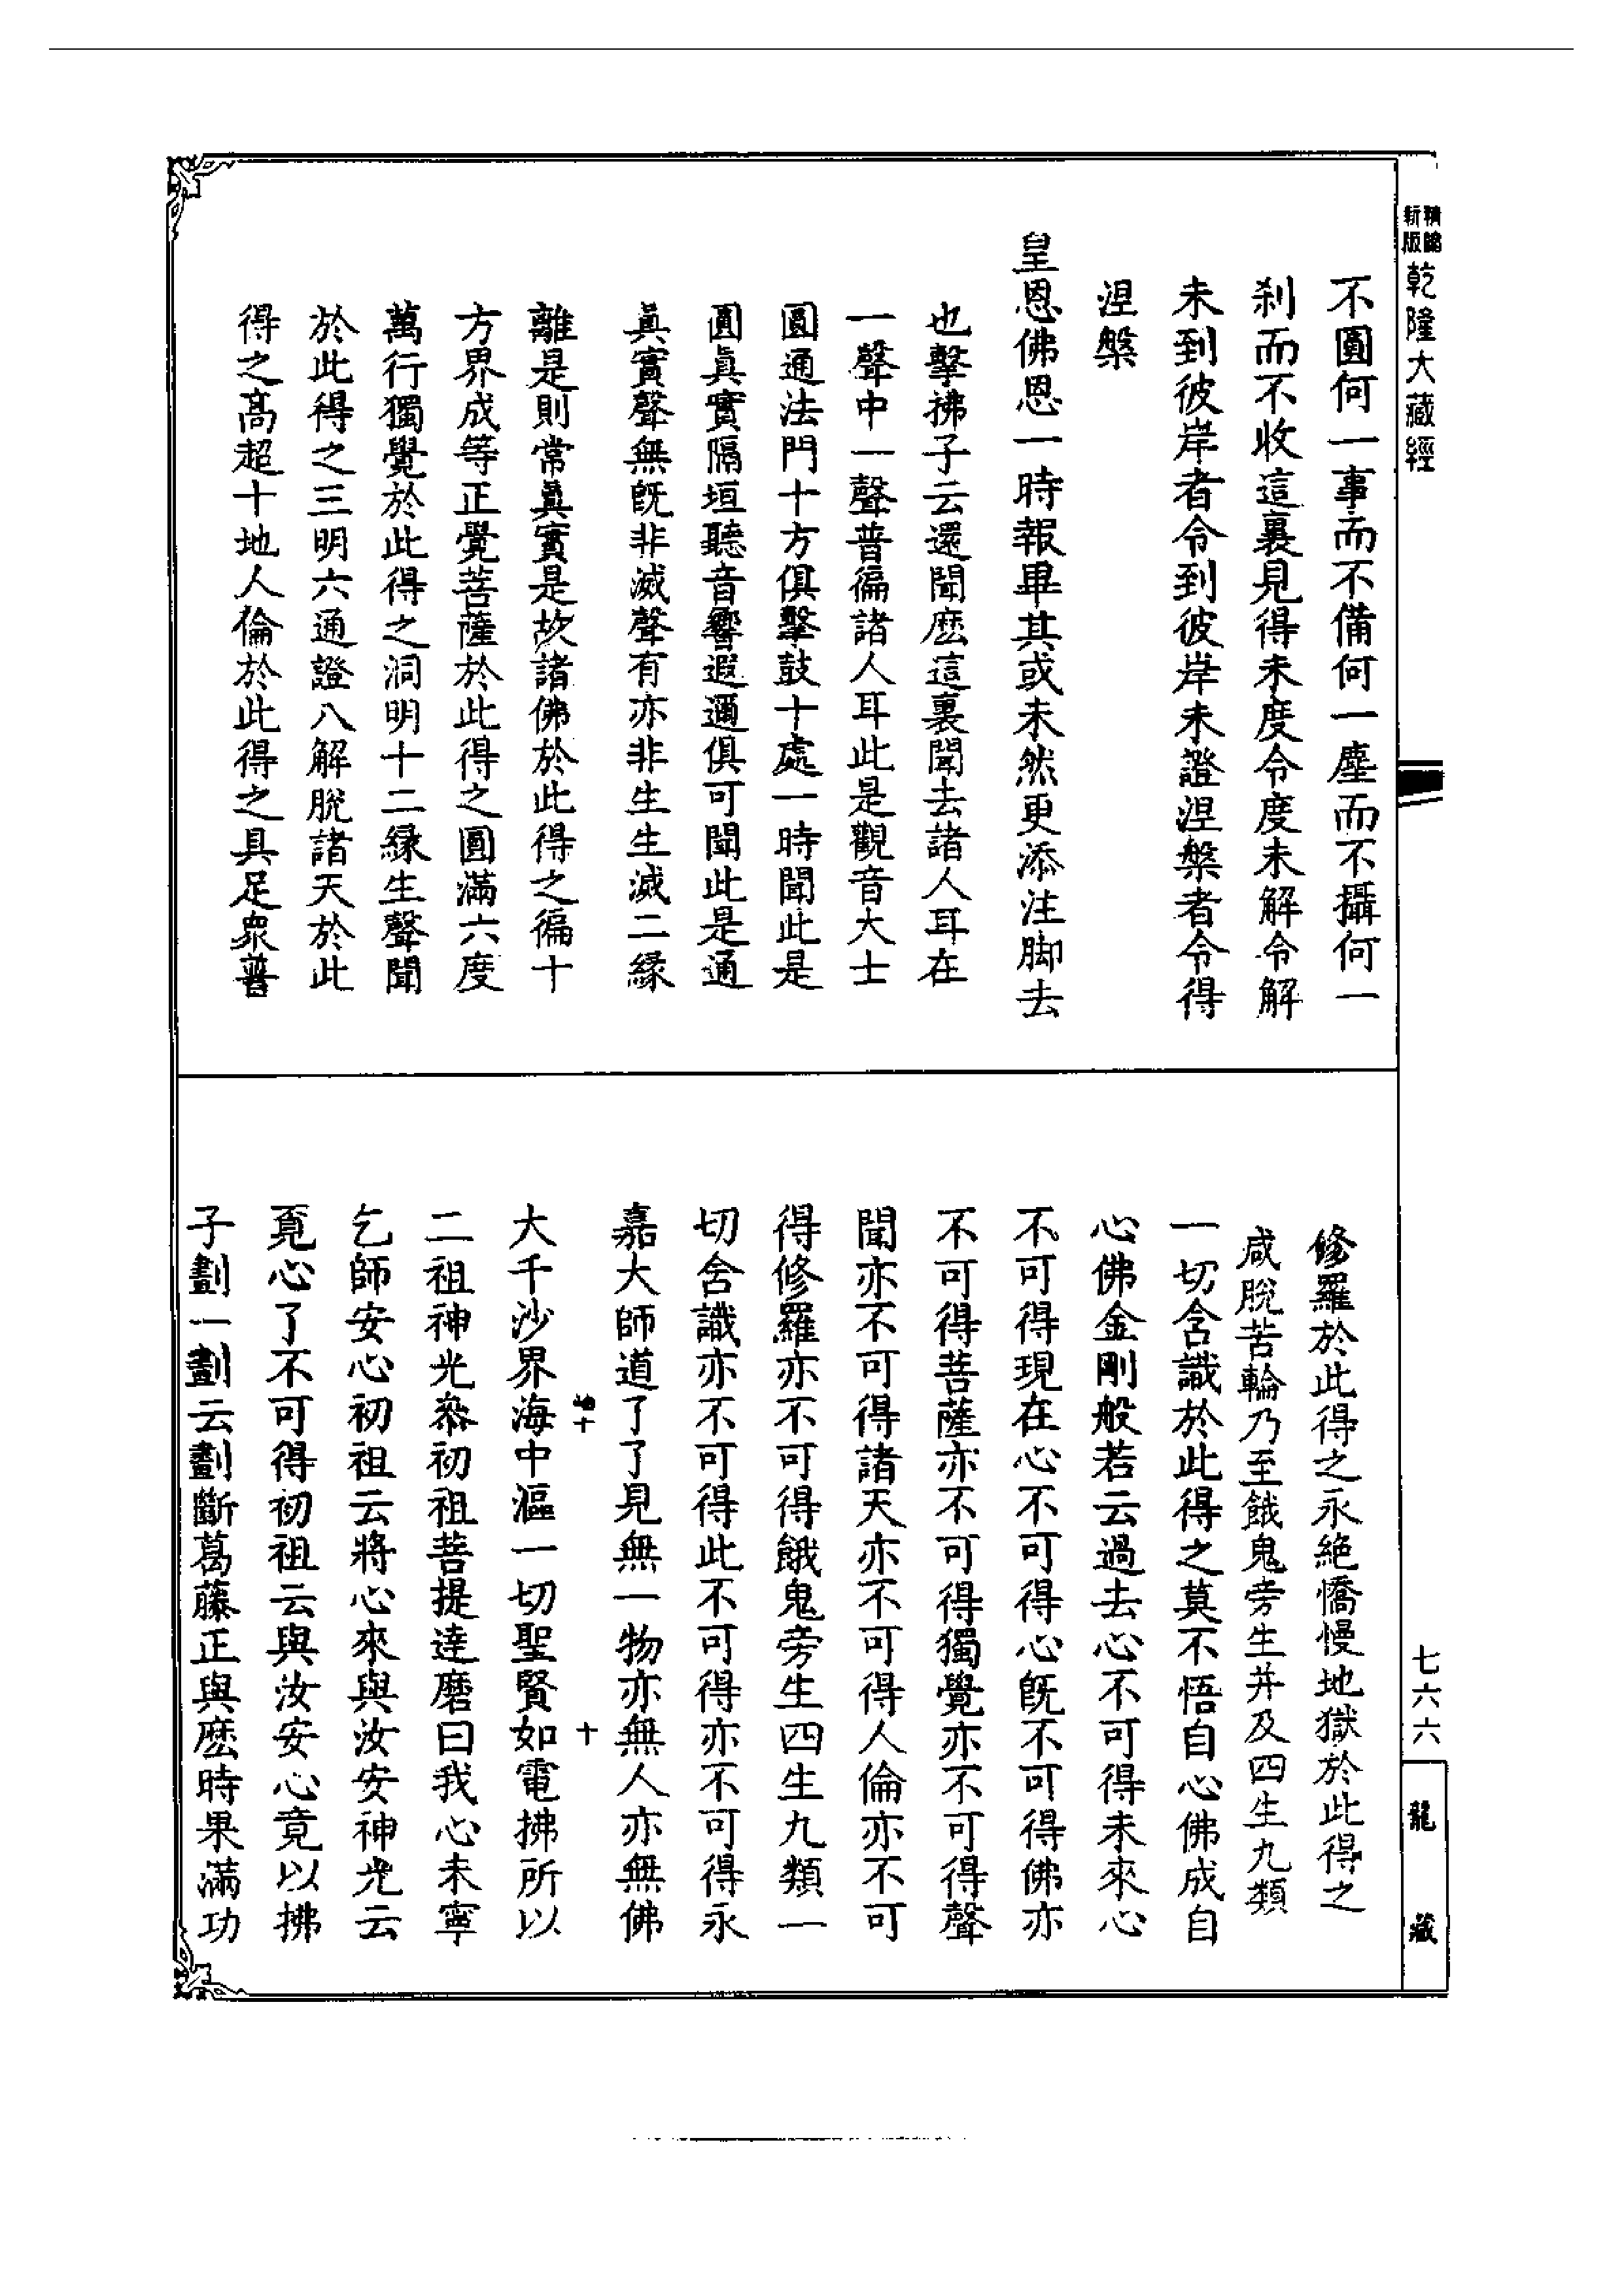 精縮新版
乾隆大藏經
不圓何一事而不備何一塵而不攝何一
刹而不收這裏見得未度令度未解令解
未到彼岸者令到彼岸未證涅槃者令得
涅槃
皇恩佛恩一時報畢其或未然更添注脚去
也擊拂子云還聞麽這裏聞去諸人耳在
一聲中一聲普徧諸人耳此是觀音大士
圓通法門十方俱擊鼓十處一時聞此是
圓眞實隔垣聽音響遐邇俱可聞此是通
眞實聲無旣非滅聲有亦非生生滅二緣
離是則常眞實是故諸佛於此得之徧十
方界成等正覺菩薩於此得之圓滿六度
萬行獨覺於此得之洞明十二緣生聲聞
於此得之三明六通證八解脫諸天於此
得之高超十地人倫於此得之具足衆普
修羅於此得之永絕憍慢地獄於此得之
咸脫苦輪乃至餓鬼旁生并及四生九類
一切含識於此得之莫不悟自心佛成自
心佛金剛般若云過去心不可得未來心
不可得現在心不可得心旣不可得佛亦
不可得菩薩亦不可得獨覺亦不可得聲
聞亦不可得諸天亦不可得人倫亦不可
得修羅亦不可得餓鬼旁生四生九類一
切含識亦不可得此不可得亦不可得永
嘉大師道了了見無一物亦無人亦無佛
十
十
大千沙界海中漚一切聖賢如電拂所以
二祖神光叅初祖菩提達磨曰我心未寧
乞師安心初祖云將心來與汝安神光云
覓心了不可得初祖云與汝安心竟以拂
子劃一劃云劃斷葛藤正與麽時果滿功
七六六
龍藏